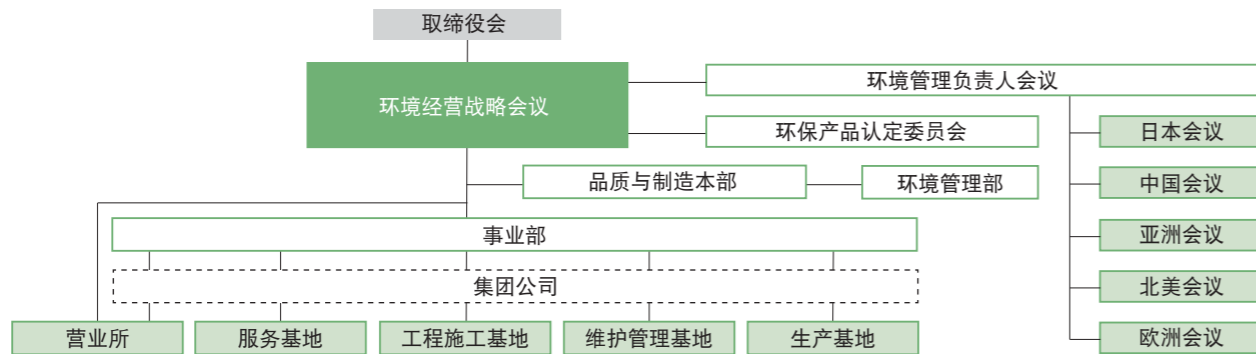 取缔役会
环境经营战略会议
环境管理负责人会议
环保产品认定委员会
日本会议
品质与制造本部
环境管理部
中国会议
事业部
亚洲会议
集团公司
北美会议
营业所
服务基地
工程施工基地
维护管理基地
生产基地
欧洲会议